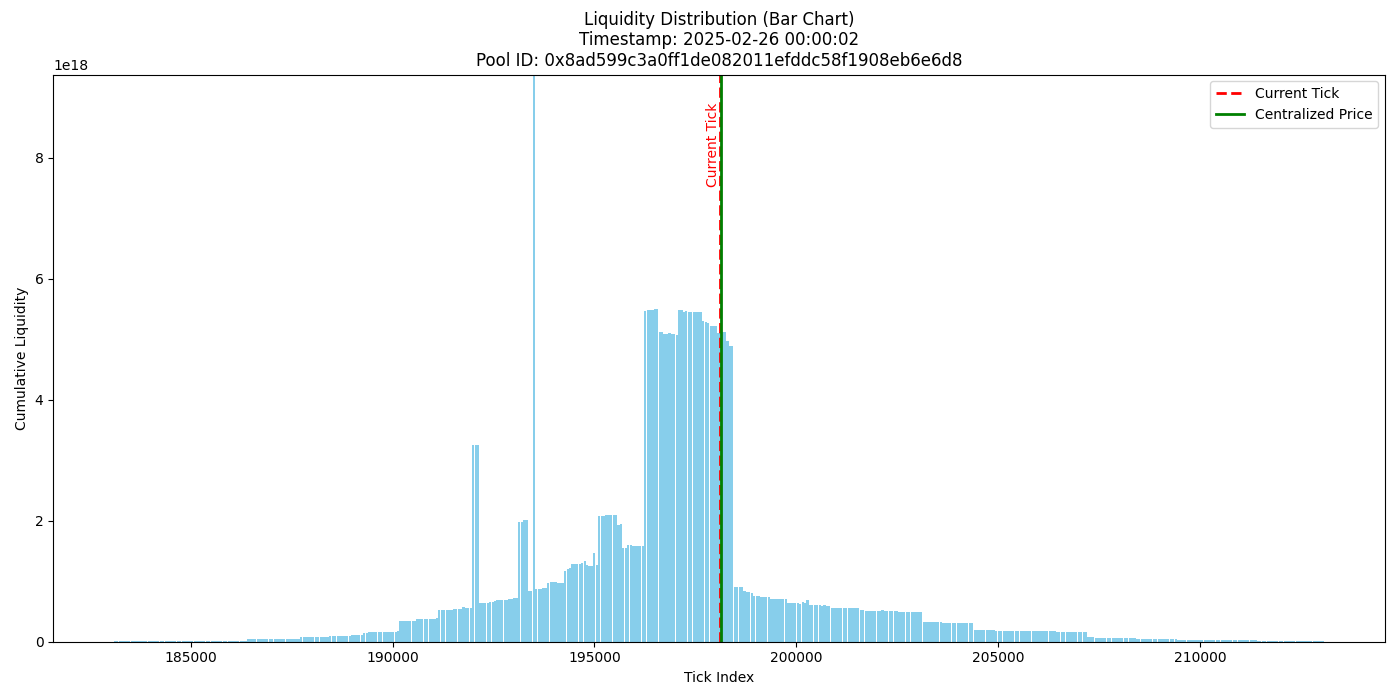 Liquidity Distribution (Bar Chart)
Timestamp: 2025-02-26 00:00:02
Pool ID: 0x8ad599c3a0ff1de082011efddc58f1908eb6e6d8
1e18
Current Tick
Centralized Price
Current Tick
8
6
4
2
0
Cumulative Liquidity
185000
190000
195000
200000
205000
210000
Tick Index